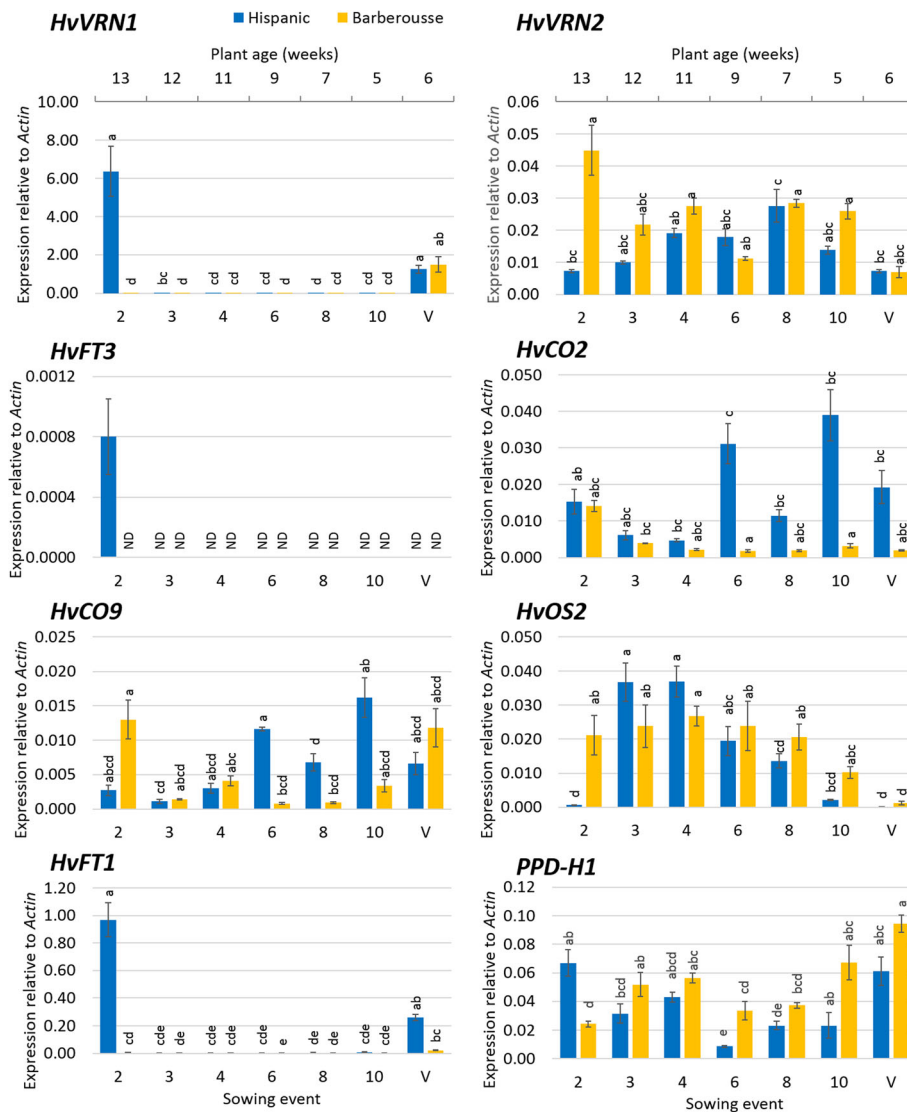 HvVRN1
Hispanic Barberousse
HvVRN2
Plant age (weeks)
13 12 11 9 7 5 6
Plant age (weeks)
13 12 11 9 7 5 6
Expression relative to Actin
10.00
8.00
6.00
4.00
2.00
0.00
a d bc d cd cd cd d d cd cd cd a ab
2 3 4 6 8 10 V
Expression relative to Actin
0.06
0.05
0.04
0.03
0.02
0.01
0.00
bc a abc abc ab a abc ab c a abc a abc abc
2 3 4 6 8 10 V
HvFT3
Expression relative to Actin
0.0012
0.0008
0.0004
0.0000
ND ND ND ND ND ND ND ND ND ND ND ND ND
2 3 4 6 8 10 V
HvCO2
Expression relative to Actin
0.050
0.040
0.030
0.020
0.010
0.000
ab abc abc bc bc abc c a bc abc bc a bc abc
2 3 4 6 8 10 V
HvCO9
Expression relative to Actin
0.025
0.020
0.015
0.010
0.005
0.000
abcd a cd abcd abcd abc a bcd d bcd ab abcd abcd abcd
2 3 4 6 8 10 V
HvOS2
Expression relative to Actin
0.050
0.040
0.030
0.020
0.010
0.000
d ab a ab a a abc ab cd ab bcd abc d d
2 3 4 6 8 10 V
HvFT1
Expression relative to Actin
1.20
1.00
0.80
0.60
0.40
0.20
0.00
a cd cde de cde cde cde e de de cde cde ab bc
2 3 4 6 8 10 V
Sowing event
PPD-H1
Expression relative to Actin
0.12
0.10
0.08
0.06
0.04
0.02
0.00
ab d bcd ab abcd abc e cd de bcd ab abc abc a
2 3 4 6 8 10 V
Sowing event